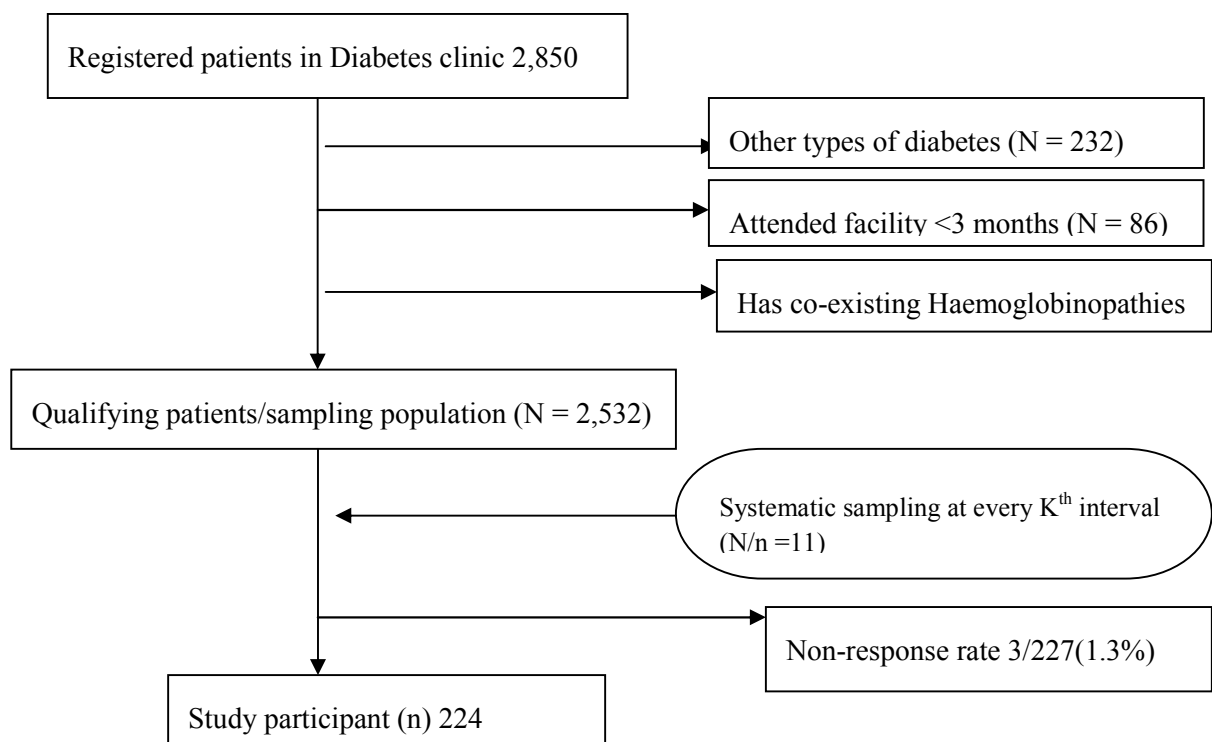 Registered patients in Diabetes clinic 2,850
Other types of diabetes (N = 232)
Attended facility <3 months (N = 86)
Has co-existing Haemoglobinopathies
Qualifying patients/sampling population (N = 2,532)
Systematic sampling at every Kth interval
(N/n =11)
Non-response rate 3/227(1.3%)
Study participant (n) 224